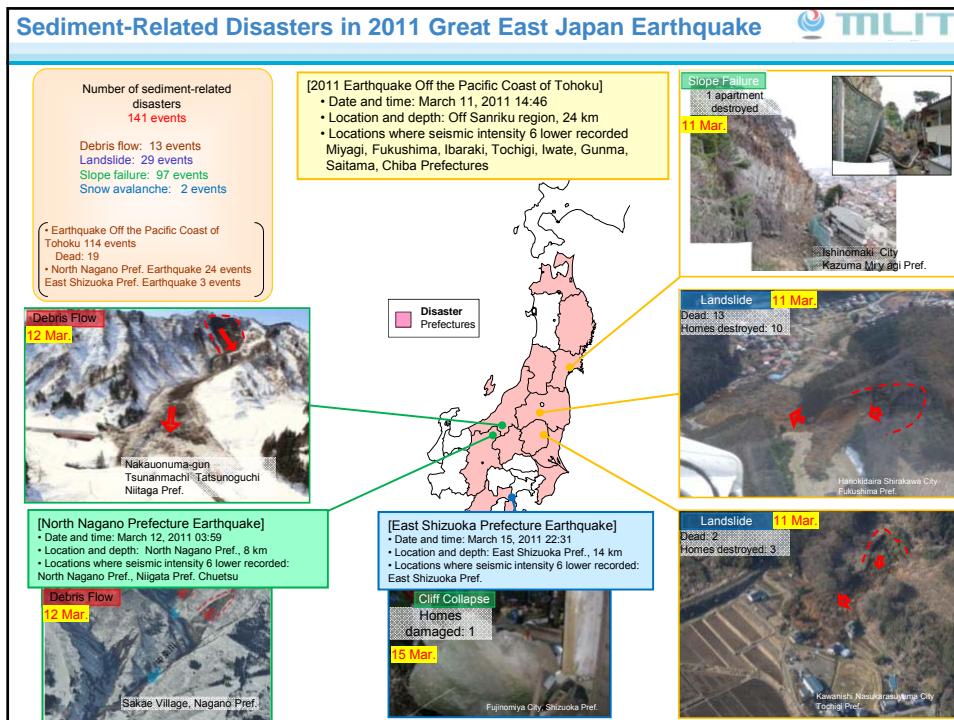 Sediment-Related Disasters in 2011 Great East Japan Earthquake
MLIT
Number of sediment-related
disasters
141 events
Debris flow: 13 events
Landslide: 29 events
Slope failure: 97 events
Snow avalanche: 2 events
• Earthquake Off the Pacific Coast of
Tohoku 114 events
Dead: 19
• North Nagano Pref. Earthquake 24 events
East Shizuoka Pref. Earthquake 3 events
[2011 Earthquake Off the Pacific Coast of Tohoku]
• Date and time: March 11, 2011 14:46
• Location and depth: Off Sanriku region, 24 km
• Locations where seismic intensity 6 lower recorded
Miyagi, Fukushima, Ibaraki, Tochigi, Iwate, Gunma,
Saitama, Chiba Prefectures
Slope Failure
1 apartment
destroyed
11 Mar.
Ishinomaki City
Kazuma Miyagi Pref.
Disaster
Prefectures
Debris Flow
12 Mar.
Nakauonuma-gun
Tsunanmachi Tatsunoguchi
Niitaga Pref.
Landslide
11 Mar.
Dead: 13
Homes destroyed: 10
Hanokidaira Shirakawa City
Fukushima Pref.
[North Nagano Prefecture Earthquake]
• Date and time: March 12, 2011 03:59
• Location and depth: North Nagano Pref., 8 km
• Locations where seismic intensity 6 lower recorded:
North Nagano Pref., Niigata Pref. Chuetsu
[East Shizuoka Prefecture Earthquake]
• Date and time: March 15, 2011 22:31
• Location and depth: East Shizuoka Pref., 14 km
• Locations where seismic intensity 6 lower recorded:
East Shizuoka Pref.
Landslide
11 Mar.
Dead: 2
Homes destroyed: 3
Kawanishi Nasukarasuyama City
Tochigi Pref.
Debris Flow
12 Mar.
Sakae Village, Nagano Pref.
Cliff Collapse
Homes
damaged: 1
15 Mar.
Fujinomiya City, Shizuoka Pref.